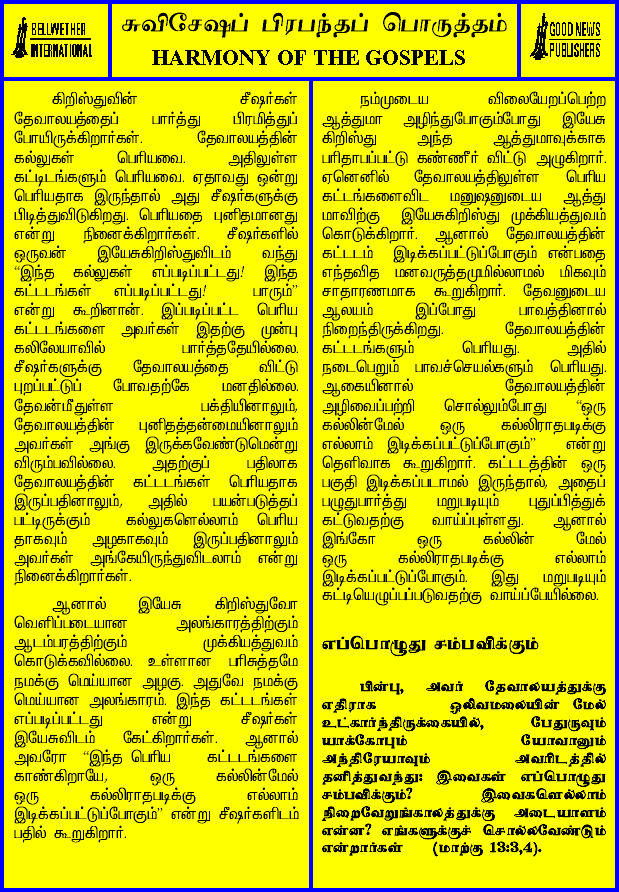 BELLWETHER
INTERNATIONAL
சுவிசேஷப் பிரபந்தப் பொருத்தம்
HARMONY OF THE GOSPELS
GOOD NEWS
PUBLISHERS
கிறிஸ்துவின் சீஷர்கள்
தேவாலயத்தைப் பார்த்து பிரமித்துப்
போயிருக்கிறார்கள். தேவாலயத்தின்
கல்லுகள் பெரியவை. அதிலுள்ள
கட்டிடங்களும் பெரியவை. ஏதாவது ஒன்று
பெரியதாக இருந்தால் அது சீஷர்களுக்கு
பிடித்துவிடுகிறது. பெரியதை புனிதமானது
என்று நினைக்கிறார்கள். சீஷர்களில்
ஒருவன் இயேசுகிறிஸ்துவிடம் வந்து
“இந்த கல்லுகள் எப்படிப்பட்டது! இந்த
கட்டடங்கள் எப்படிப்பட்டது! பாரும்”
என்று கூறினான். இப்படிப்பட்ட பெரிய
கட்டடங்களை அவர்கள் இதற்கு முன்பு
கலிலேயாவில் பார்த்ததேயில்லை.
சீஷர்களுக்கு தேவாலயத்தை விட்டு
புறப்பட்டுப் போவதற்கே மனதில்லை.
தேவன்மீதுள்ள பக்தியினாலும்,
தேவாலயத்தின் புனிதத்தன்மையினாலும்
அவர்கள் அங்கு இருக்கவேண்டுமென்று
விரும்பவில்லை. அதற்குப் பதிலாக
தேவாலயத்தின் கட்டடங்கள் பெரியதாக
இருப்பதினாலும், அதில் பயன்படுத்தப்
பட்டிருக்கும் கல்லுகளெல்லாம் பெரிய
தாகவும் அழகாகவும் இருப்பதினாலும்
அவர்கள் அங்கேயிருந்துவிடலாம் என்று
நினைக்கிறார்கள்.
ஆனால் இயேசு கிறிஸ்துவோ
வெளிப்படையான அலங்காரத்திற்கும்
ஆடம்பரத்திற்கும் முக்கியத்துவம்
கொடுக்கவில்லை. உள்ளான பரிசுத்தமே
நமக்கு மெய்யான அழகு. அதுவே நமக்கு
மெய்யான அலங்காரம். இந்த கட்டடங்கள்
எப்படிப்பட்டது என்று சீஷர்கள்
இயேசுவிடம் கேட்கிறார்கள். ஆனால்
அவரோ “இந்த பெரிய கட்டடங்களை
காண்கிறாயே, ஒரு கல்லின்மேல்
ஒரு கல்லிராதபடிக்கு எல்லாம்
இடிக்கப்பட்டுப்போகும்” என்று சீஷர்களிடம்
பதில் கூறுகிறார்.
நம்முடைய விலையேறப்பெற்ற
ஆத்துமா அழிந்துபோகும்போது இயேசு
கிறிஸ்து அந்த ஆத்துமாவுக்காக
பரிதாபப்பட்டு கண்ணீர் விட்டு அழுகிறார்.
ஏனெனில் தேவாலயத்திலுள்ள பெரிய
கட்டங்களைவிட மனுஷனுடைய ஆத்து
மாவிற்கு இயேசுகிறிஸ்து முக்கியத்துவம்
கொடுக்கிறார். ஆனால் தேவாலயத்தின்
கட்டடம் இடிக்கப்பட்டுப்போகும் என்பதை
எந்தவித மனவருத்தமுமில்லாமல் மிகவும்
சாதாரணமாக கூறுகிறார். தேவனுடைய
ஆலயம் இப்போது பாவத்தினால்
நிறைந்திருக்கிறது. தேவாலயத்தின்
கட்டடங்களும் பெரியது. அதில்
நடைபெறும் பாவச்செயல்களும் பெரியது.
ஆகையினால் தேவாலயத்தின்
அழிவைப்பற்றி சொல்லும்போது “ஒரு
கல்லின்மேல் ஒரு கல்லிராதபடிக்கு
எல்லாம் இடிக்கப்பட்டுப்போகும்” என்று
தெளிவாக கூறுகிறார். கட்டடத்தின் ஒரு
பகுதி இடிக்கப்படாமல் இருந்தால், அதைப்
பழுதுபார்த்து மறுபடியும் புதுப்பித்துக்
கட்டுவதற்கு வாய்ப்புள்ளது. ஆனால்
இங்கோ ஒரு கல்லின் மேல்
ஒரு கல்லிராதபடிக்கு எல்லாம்
இடிக்கப்பட்டுப்போகும். இது மறுபடியும்
கட்டியெழுப்பப்படுவதற்கு வாய்ப்பேயில்லை.
எப்பொழுது சம்பவிக்கும்
பின்பு, அவர் தேவாலயத்துக்கு
எதிராக ஒலிவமலையின் மேல்
உட்கார்ந்திருக்கையில், பேதுருவும்
யாக்கோபும் யோவானும்
அந்திரேயாவும் அவரிடத்தில்
தனித்துவந்து: இவைகள் எப்பொழுது
சம்பவிக்கும்? இவைகளெல்லாம்
நிறைவேறுங்காலத்துக்கு அடையாளம்
என்ன? எங்களுக்குச் சொல்லவேண்டும்
என்றார்கள் (மாற்கு 13:3,4).